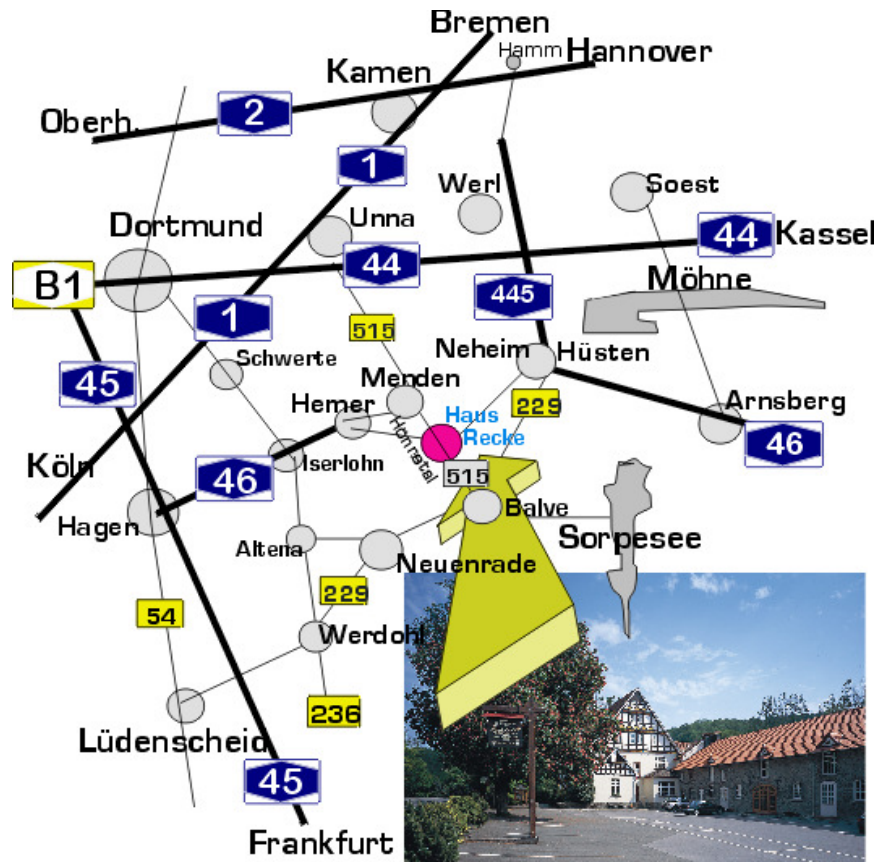 Bremen
Hamm
Hannover
Kamen
2
Oberh.
1
Werl
Soest
Unna
Dortmund
44
Kassel
44
B1
Möhne
445
1
515
Neheim
Hüsten
Schwerte
45
Menden
229
Arnsberg
Hemer
Haus
Recke
Hönnetal
46
Köln
Iserlohn
46
515
Hagen
Balve
Sorpesee
Altena
Neuenrade
229
54
Werdohl
236
Lüdenscheid
45
Frankfurt